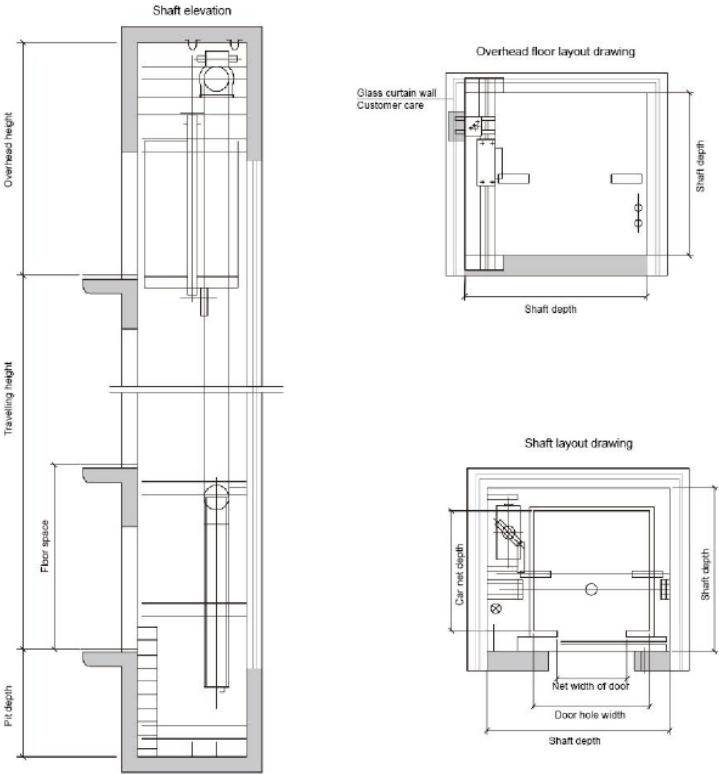 Shaft elevation
Overhead height
Travelling height
Floor space
Pit depth
Overhead floor layout drawing
Glass curtain wall
Customer care
Shaft depth
Shaft depth
Shaft layout drawing
Car net depth
Shaft depth
Net width of door
Door hole width
Shaft depth